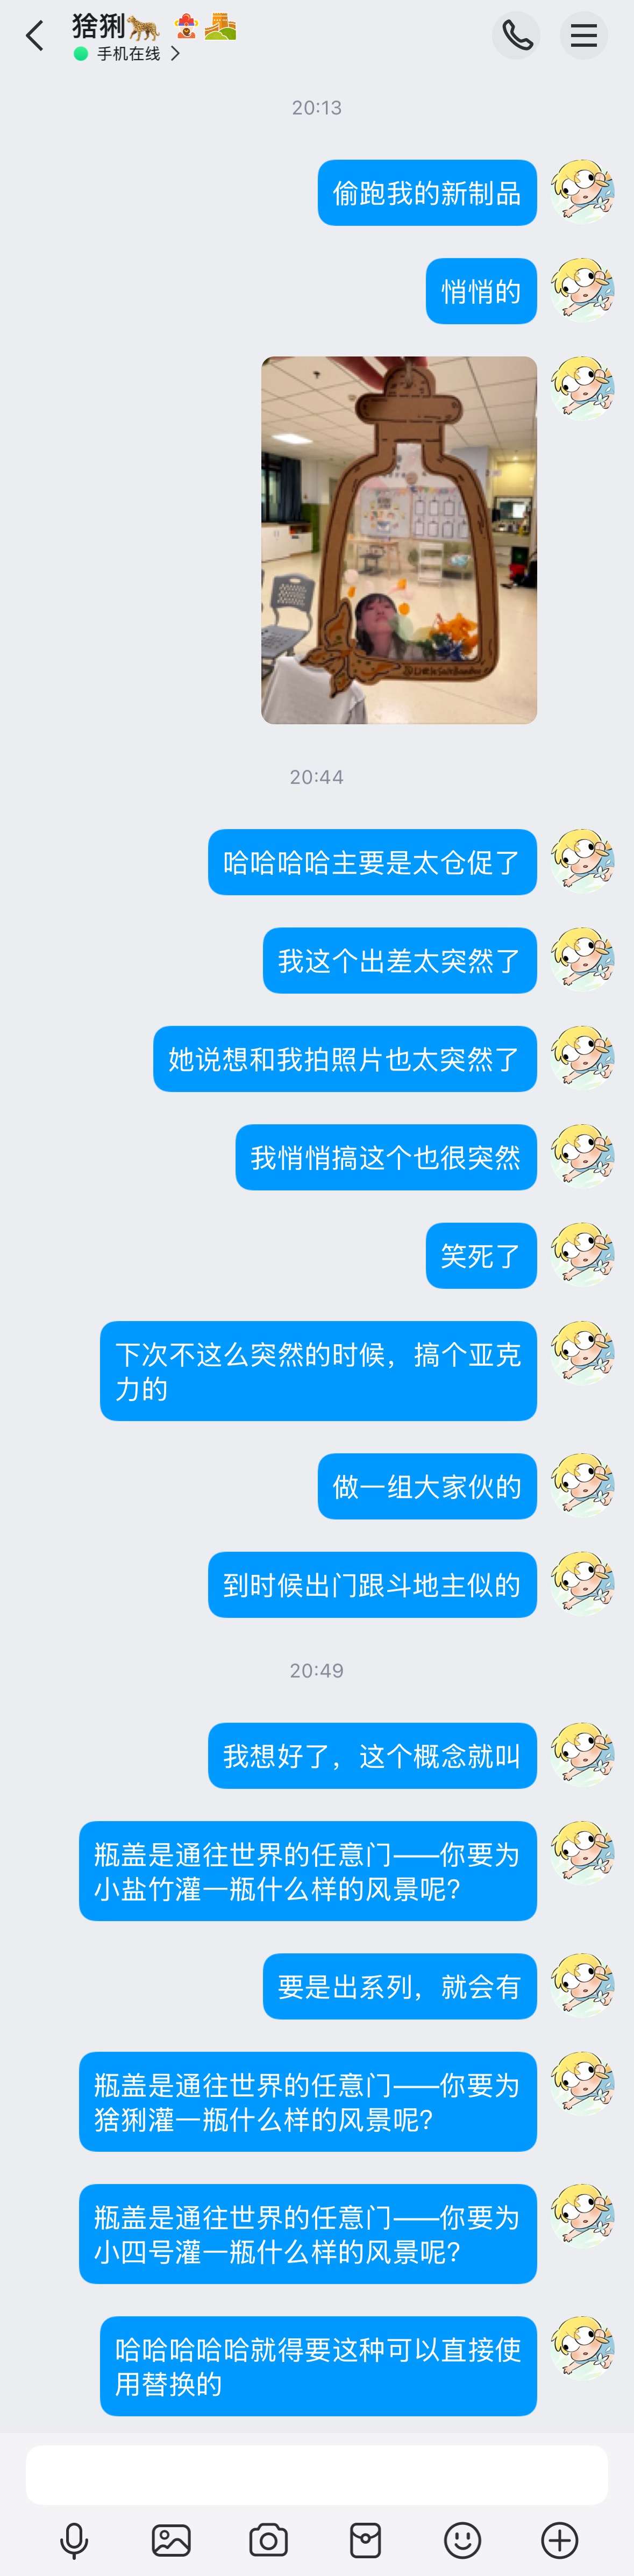 猞猁🐆
手机在线
20:13
偷跑我的新制品
悄悄的
@LittleSaltBamboo
20:44
哈哈哈哈主要是太仓促了
我这个出差太突然了
她说想和我拍照片也太突然了
我悄悄搞这个也很突然
笑死了
下次不这么突然的时候，搞个亚克
力的
做一组大家伙的
到时候出门跟斗地主似的
20:49
我想好了，这个概念就叫
瓶盖是通往世界的任意门——你要为
小盐竹灌一瓶什么样的风景呢?
要是出系列，就会有
瓶盖是通往世界的任意门——你要为
猞猁灌一瓶什么样的风景呢?
瓶盖是通往世界的任意门——你要为
小四号灌一瓶什么样的风景呢?
哈哈哈哈哈就得要这种可以直接使
用替换的